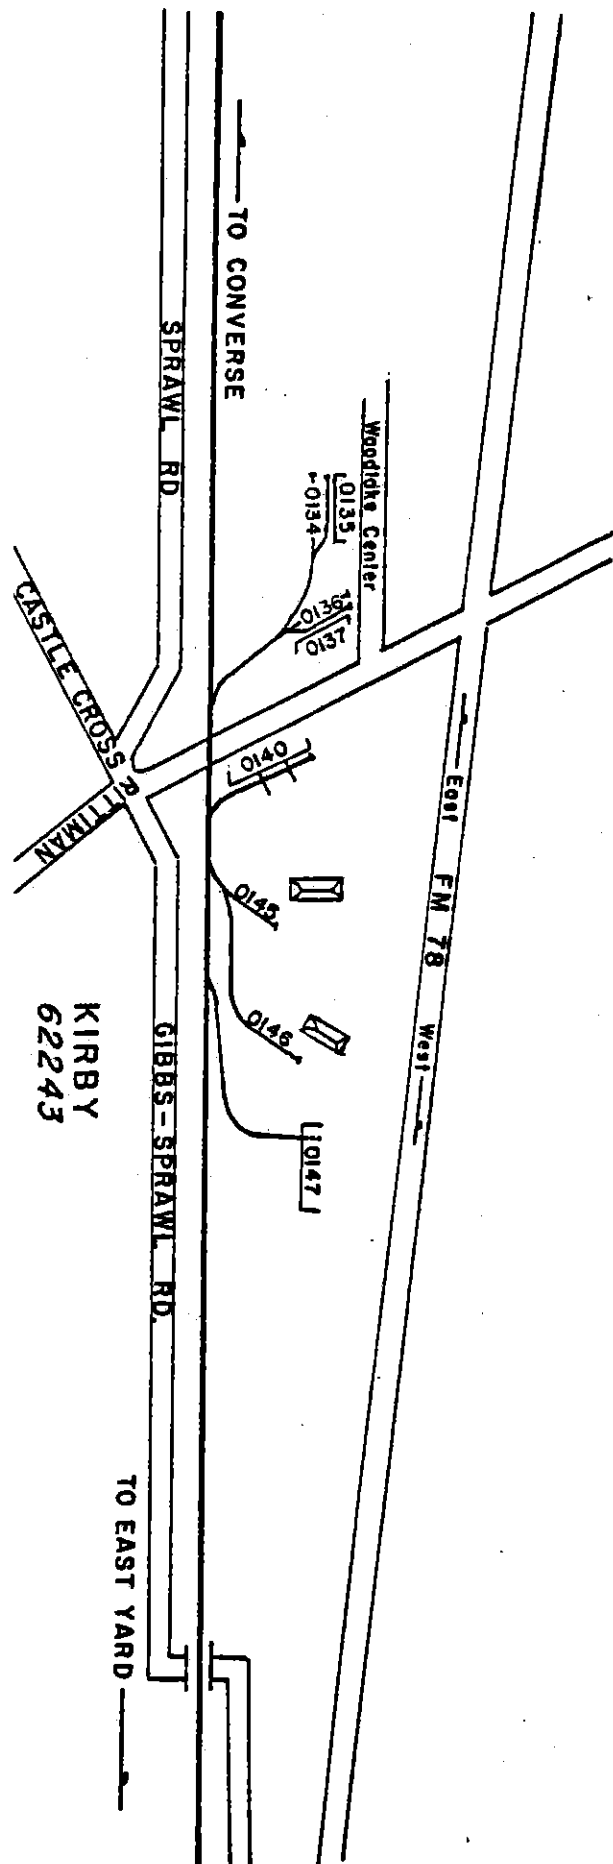 TO CONVERSE
SPRAWL RD
Woodlake Center
0135
0134
0136
0137
CASTLE CROSS
RITTIMAN
0140
0145
0146
0147
East FM 78 West
KIRBY
62243
GIBBS-SPRAWL RD.
TO EAST YARD